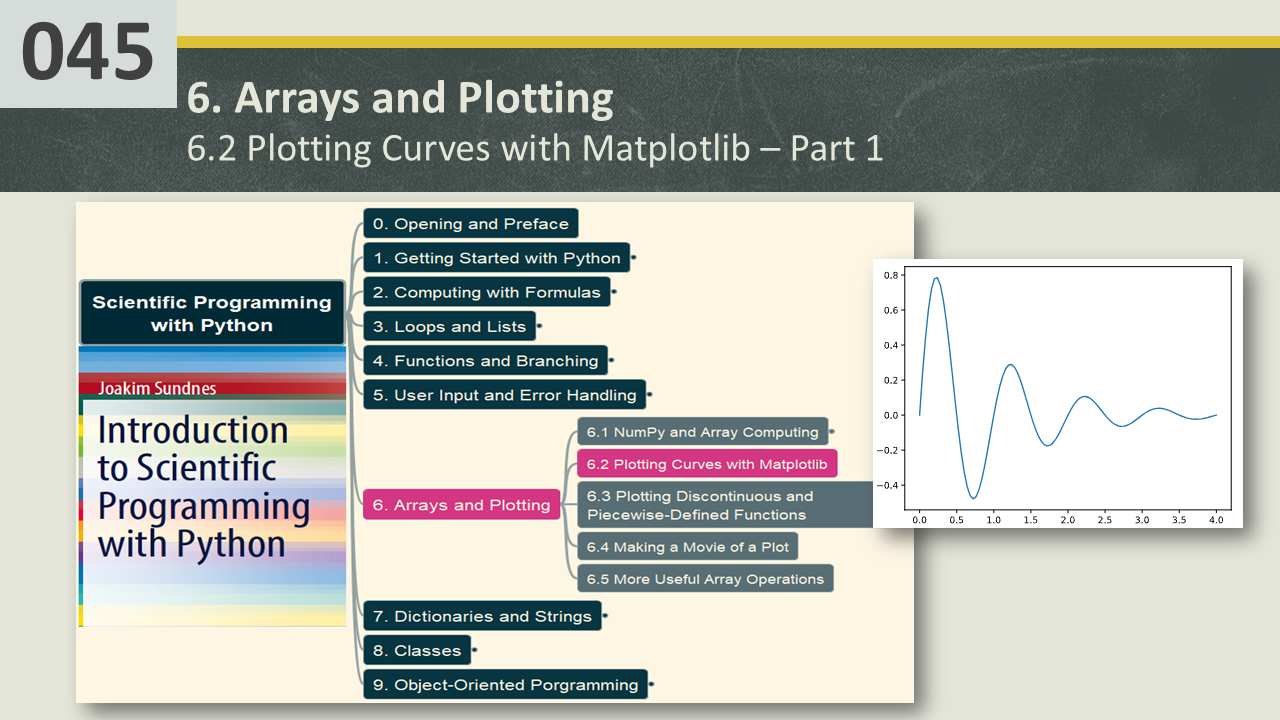 045
6. Arrays and Plotting
6.2 Plotting Curves with Matplotlib – Part 1
Scientific Programming
with Python
Joakim Sundnes
Introduction
to Scientific
Programming
with Python
0. Opening and Preface
1. Getting Started with Python
2. Computing with Formulas
3. Loops and Lists
4. Functions and Branching
5. User Input and Error Handling
6. Arrays and Plotting
6.1 NumPy and Array Computing
6.2 Plotting Curves with Matplotlib
6.3 Plotting Discontinuous and
Piecewise-Defined Functions
6.4 Making a Movie of a Plot
6.5 More Useful Array Operations
7. Dictionaries and Strings
8. Classes
9. Object-Oriented Porgramming
0.8
0.6
0.4
0.2
0.0
−0.2
−0.4
0.0 0.5 1.0 1.5 2.0 2.5 3.0 3.5 4.0